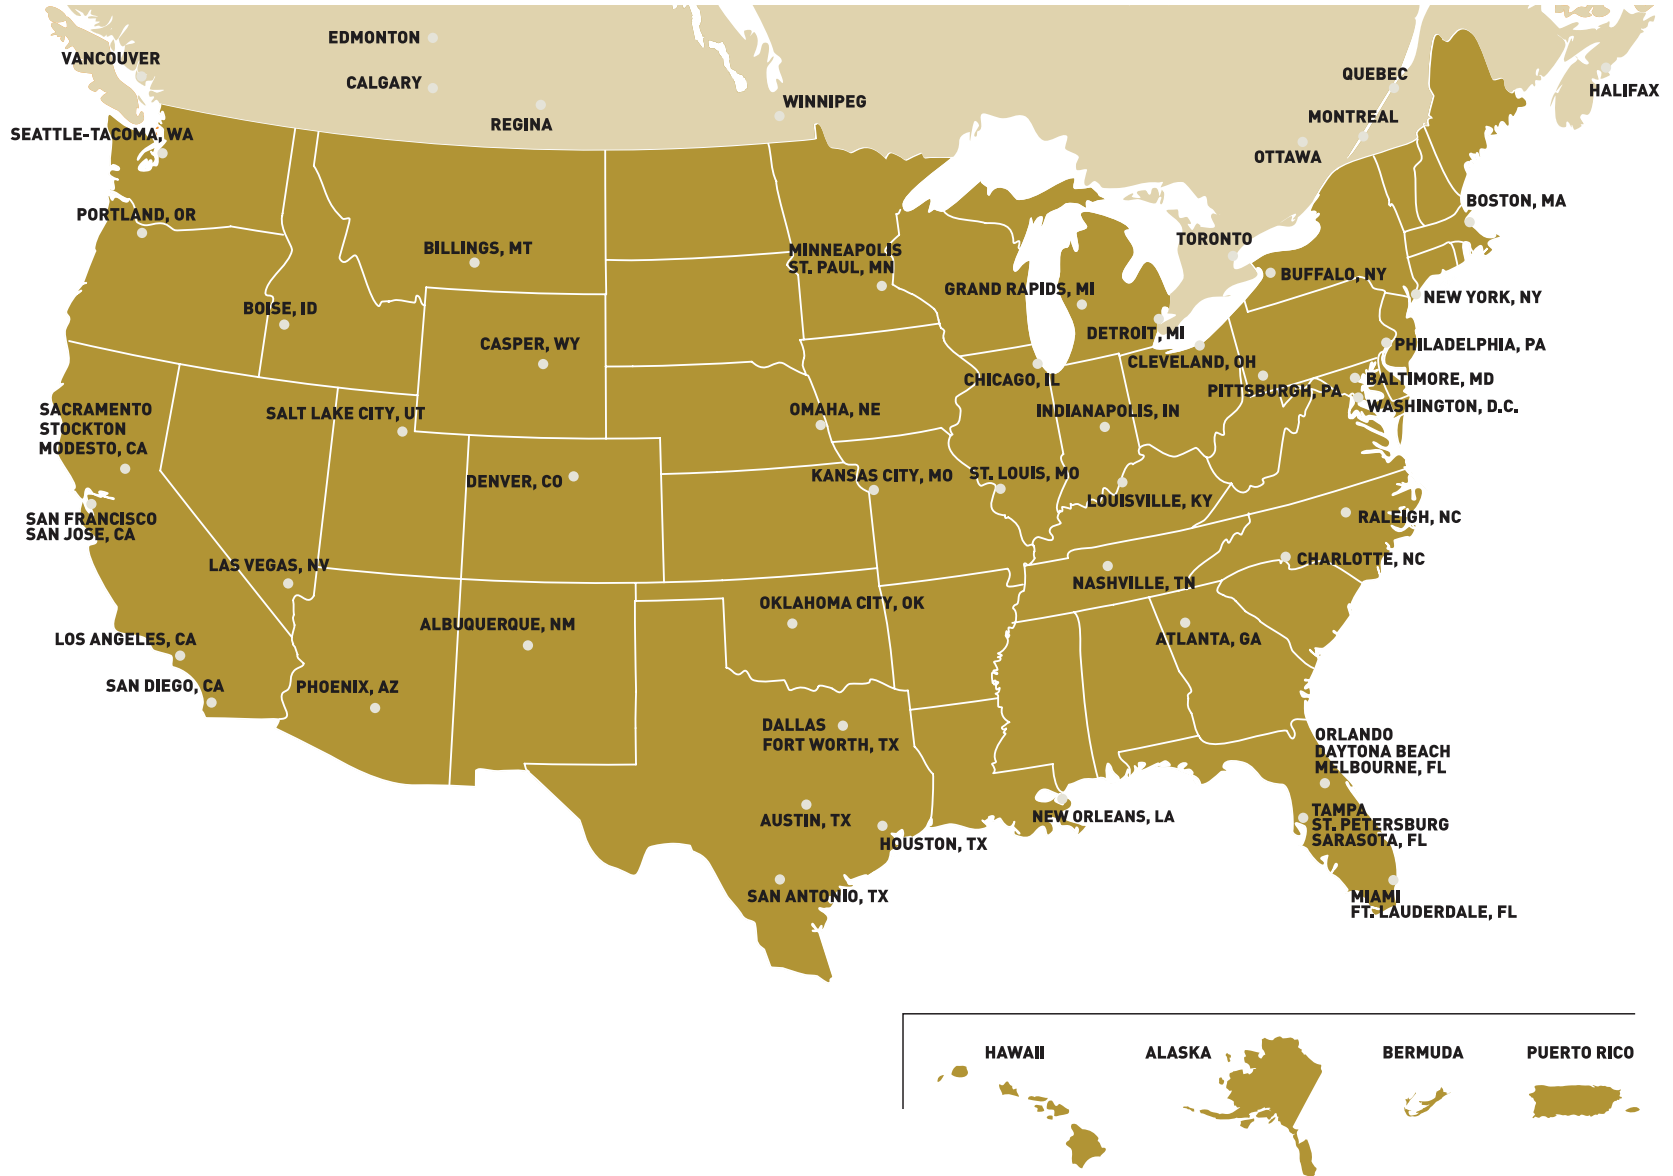 EDMONTON
VANCOUVER
CALGARY
QUEBEC
HALIFAX
WINNIPEG
MONTREAL
REGINA
SEATTLE-TACOMA, WA
OTTAWA
BOSTON, MA
PORTLAND, OR
TORONTO
BILLINGS, MT
MINNEAPOLIS
ST. PAUL, MN
BUFFALO, NY
GRAND RAPIDS, MI
NEW YORK, NY
BOISE, ID
DETROIT, MI
CASPER, WY
PHILADELPHIA, PA
CLEVELAND, OH
CHICAGO, IL
BALTIMORE, MD
PITTSBURGH, PA
WASHINGTON, D.C.
SACRAMENTO
STOCKTON
MODESTO, CA
SALT LAKE CITY, UT
OMAHA, NE
INDIANAPOLIS, IN
DENVER, CO
KANSAS CITY, MO
ST. LOUIS, MO
LOUISVILLE, KY
SAN FRANCISCO
SAN JOSE, CA
RALEIGH, NC
CHARLOTTE, NC
LAS VEGAS, NV
NASHVILLE, TN
OKLAHOMA CITY, OK
ALBUQUERQUE, NM
LOS ANGELES, CA
ATLANTA, GA
SAN DIEGO, CA
PHOENIX, AZ
DALLAS
FORT WORTH, TX
ORLANDO
DAYTONA BEACH
MELBOURNE, FL
AUSTIN, TX
HOUSTON, TX
NEW ORLEANS, LA
TAMPA
ST. PETERSBURG
SARASOTA, FL
SAN ANTONIO, TX
MIAMI
FT. LAUDERDALE, FL
HAWAII
ALASKA
BERMUDA
PUERTO RICO